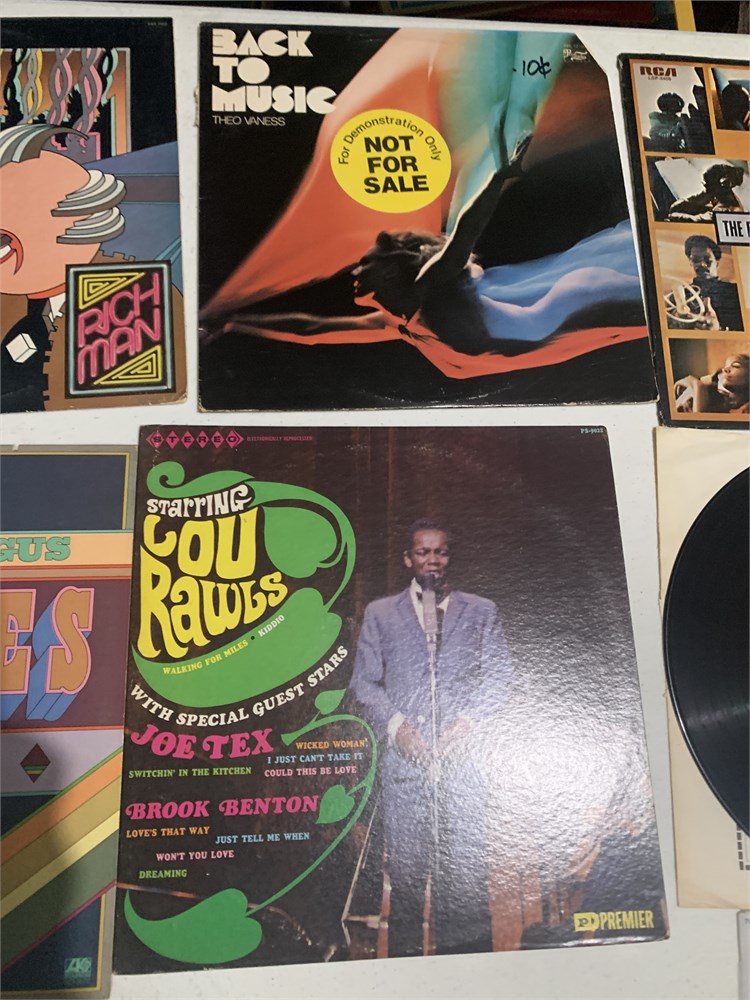 RICH
MAN
BACK
TO
MUSIC
THEO VANESS
.10¢
For Demonstration Only
NOT
FOR
SALE
RCA
THE
GUS
ES
STEREO
ELECTRONICALLY REPROCESSED
PS-9022
STARRING
LOU
RAWLS
WALKING FOR MILES • KIDDIO
WITH SPECIAL GUEST STARS
JOE TEX
WICKED WOMAN
I JUST CAN'T TAKE IT
SWITCHIN' IN THE KITCHEN
COULD THIS BE LOVE
BROOK BENTON
LOVE'S THAT WAY
JUST TELL ME WHEN
WON'T YOU LOVE
DREAMING
PREMIER